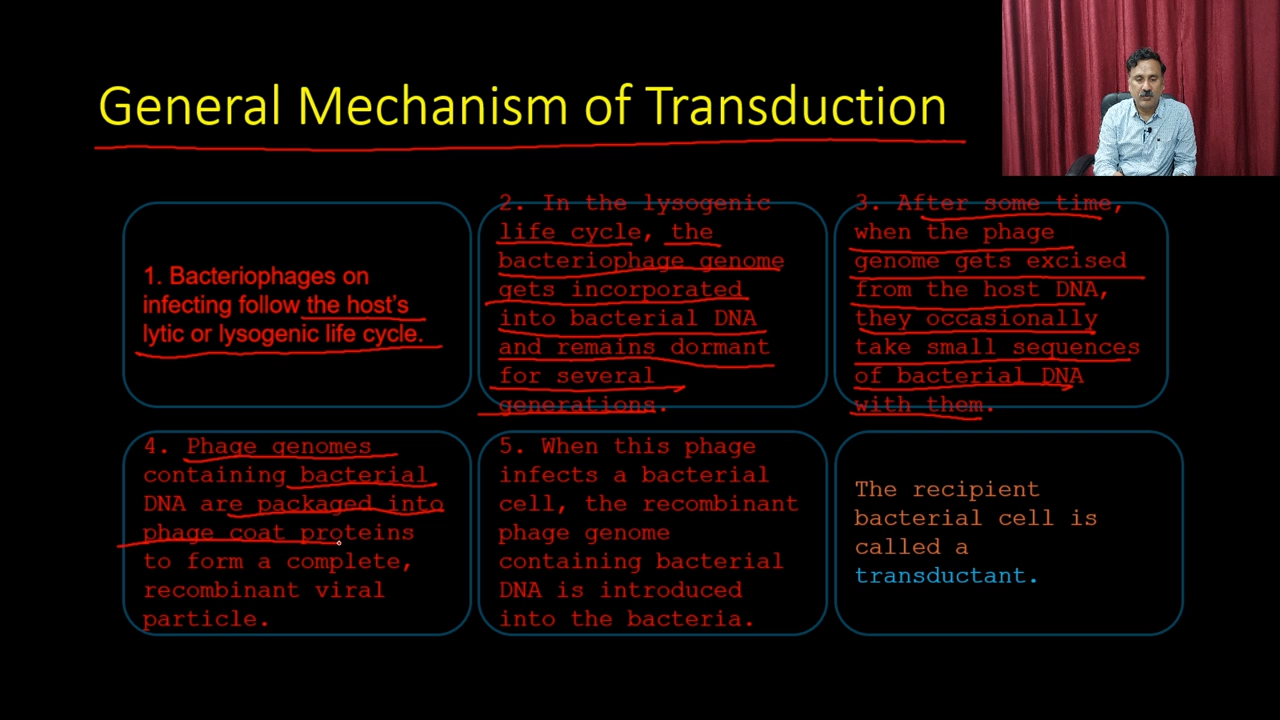 General Mechanism of Transduction
1. Bacteriophages on
infecting follow the host's
lytic or lysogenic life cycle.
2. In the lysogenic
life cycle, the
bacteriophage genome
gets incorporated
into bacterial DNA
and remains dormant
for several
generations.
3. After some time,
when the phage
genome gets excised
from the host DNA,
they occasionally
take small sequences
of bacterial DNA
with them.
4. Phage genomes
containing bacterial
DNA are packaged into
phage coat proteins
to form a complete,
recombinant viral
particle.
5. When this phage
infects a bacterial
cell, the recombinant
phage genome
containing bacterial
DNA is introduced
into the bacteria.
The recipient
bacterial cell is
called a
transductant.